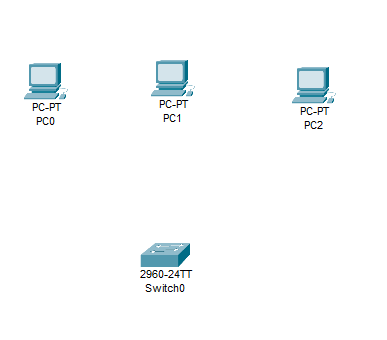 PC-PT
PC0
PC-PT
PC1
PC-PT
PC2
2960-24TT
Switch0